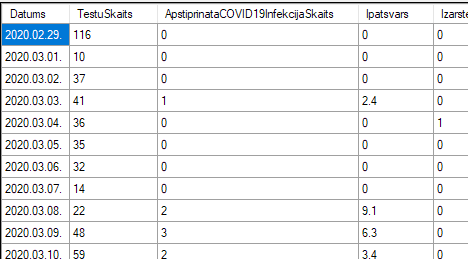 Datums TestuSkaits ApstiprinataCOVID19InfekcijaSkaits Ipatsvars Izarste
2020.02.29. 116 0 0 0
2020.03.01. 10 0 0 0
2020.03.02. 37 0 0 0
2020.03.03. 41 1 2.4 0
2020.03.04. 36 0 0 1
2020.03.05. 35 0 0 0
2020.03.06. 32 0 0 0
2020.03.07. 14 0 0 0
2020.03.08. 22 2 9.1 0
2020.03.09. 48 3 6.3 0
2020.03.10. 59 2 3.4 0